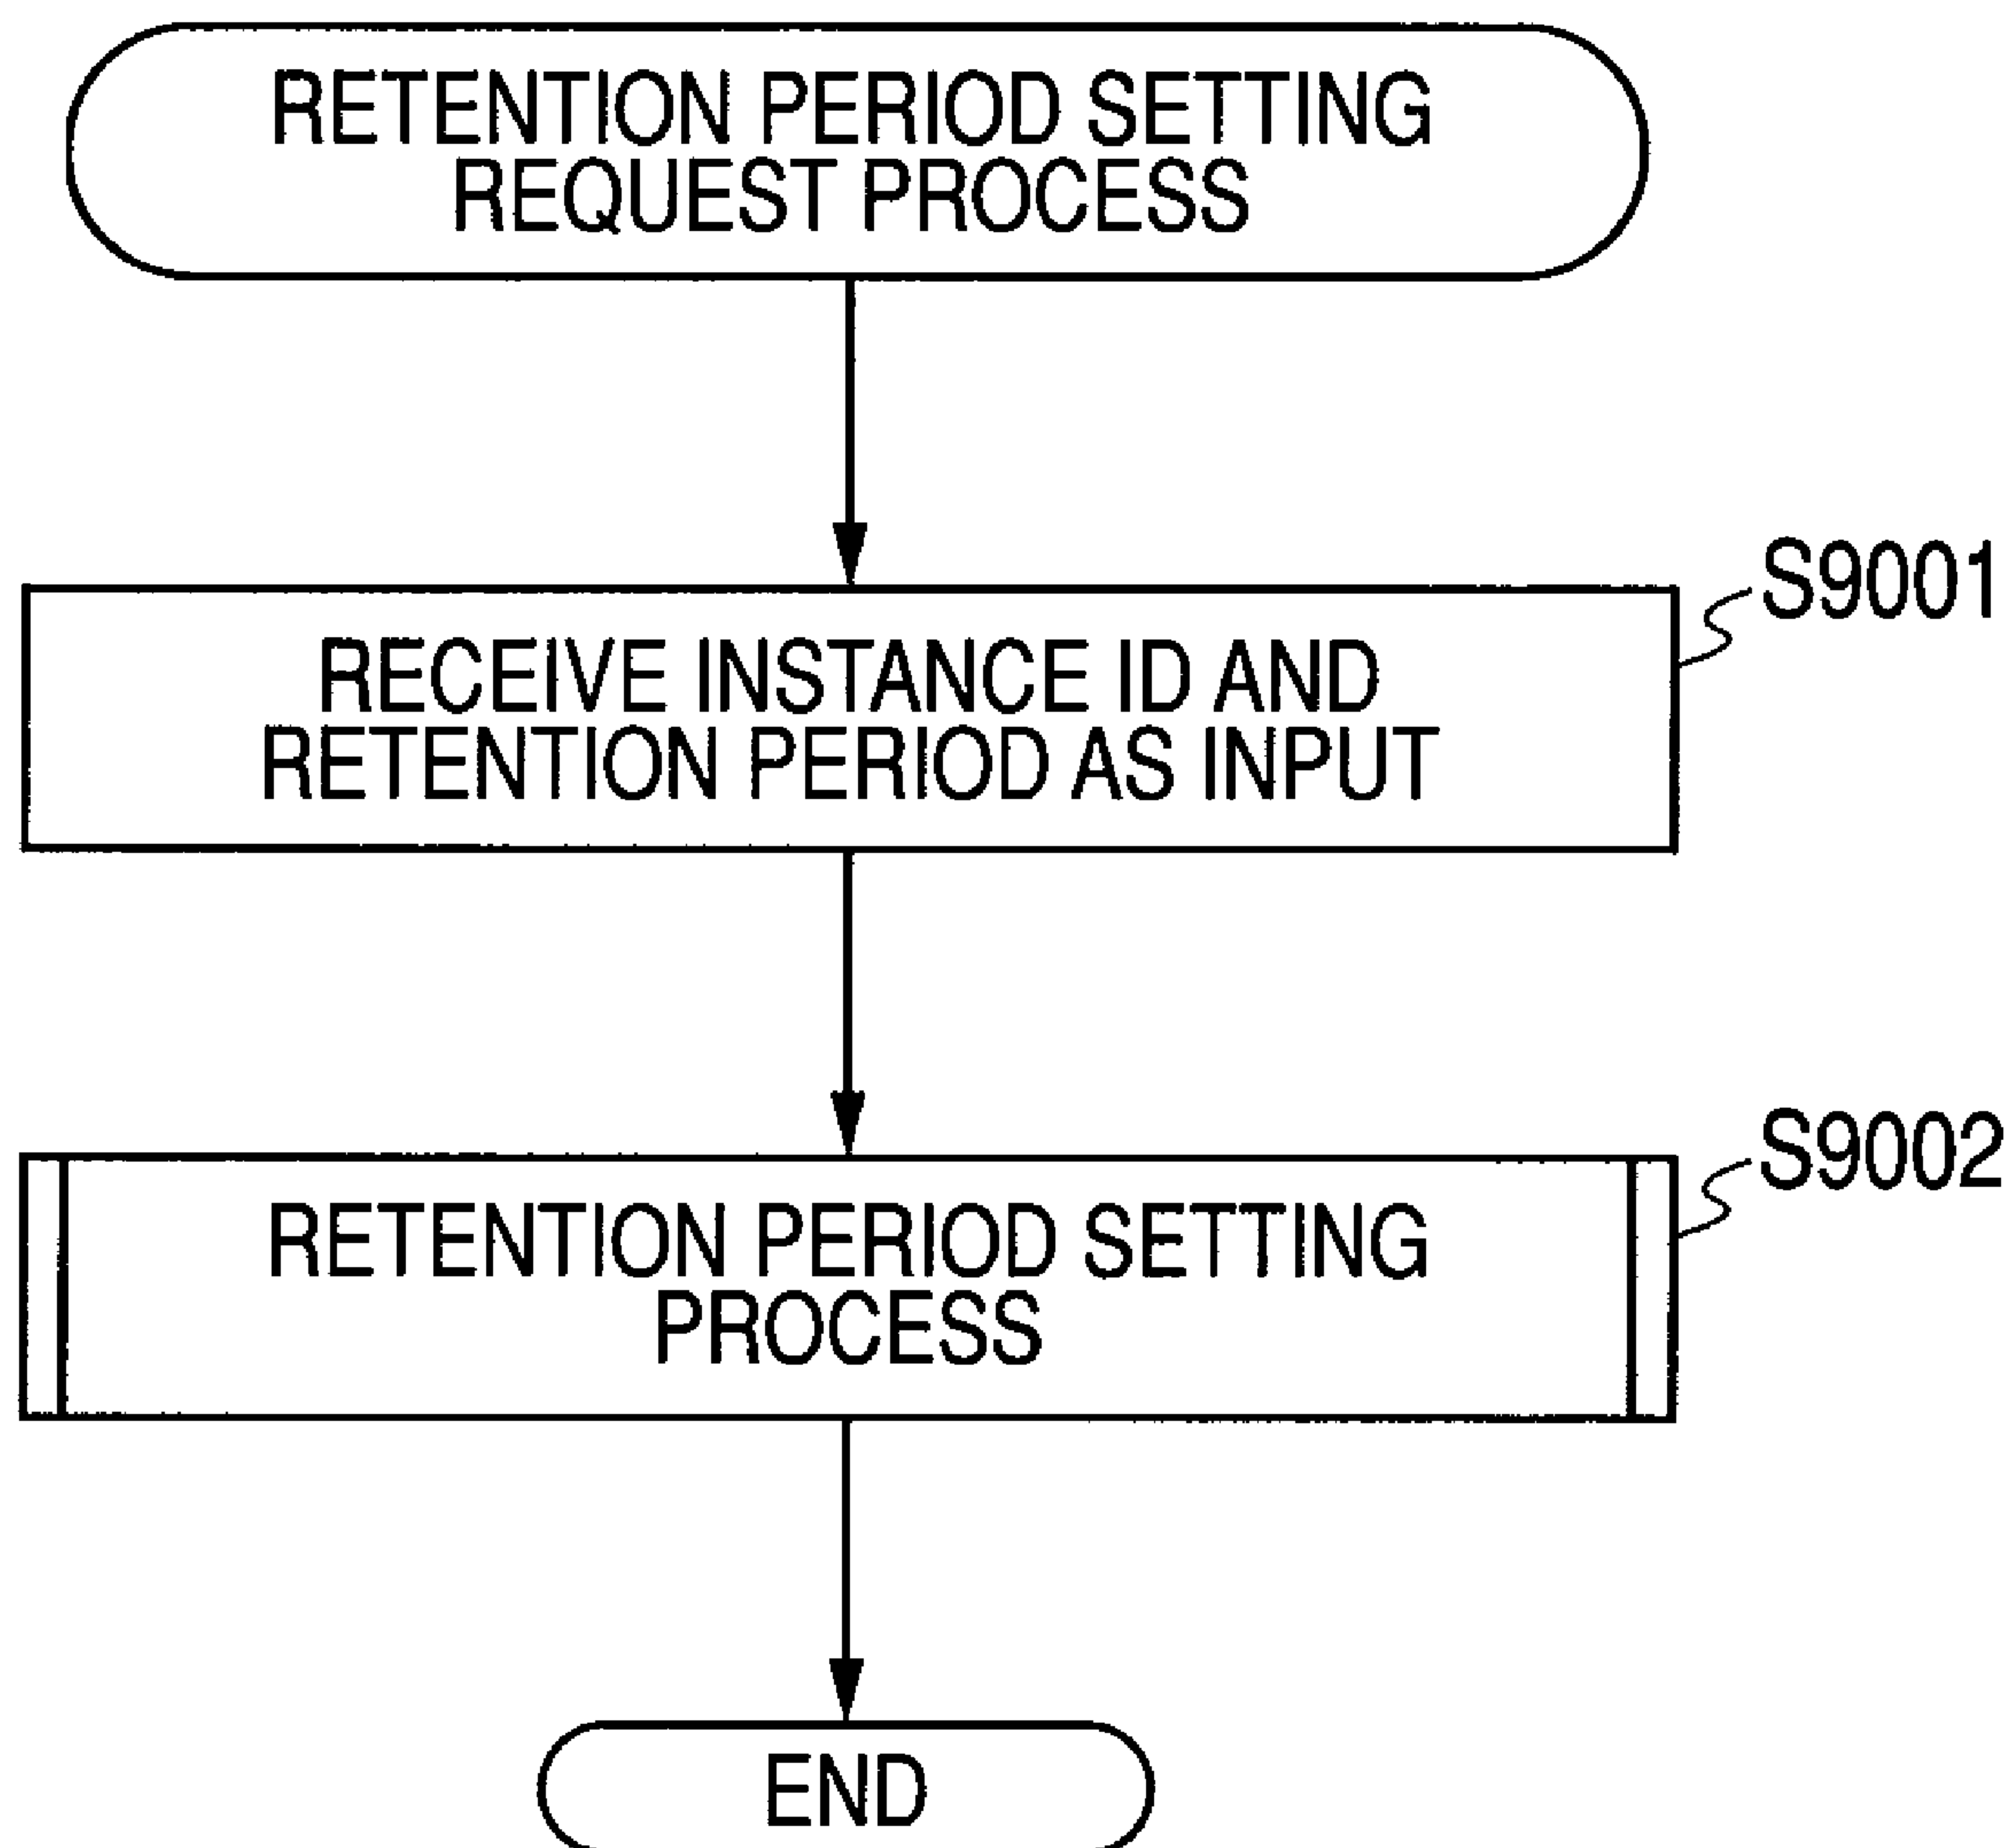 RETENTION PERIOD SETTING
REQUEST PROCESS
S9001
RECEIVE INSTANCE ID AND
RETENTION PERIOD AS INPUT
S9002
RETENTION PERIOD SETTING
PROCESS
END